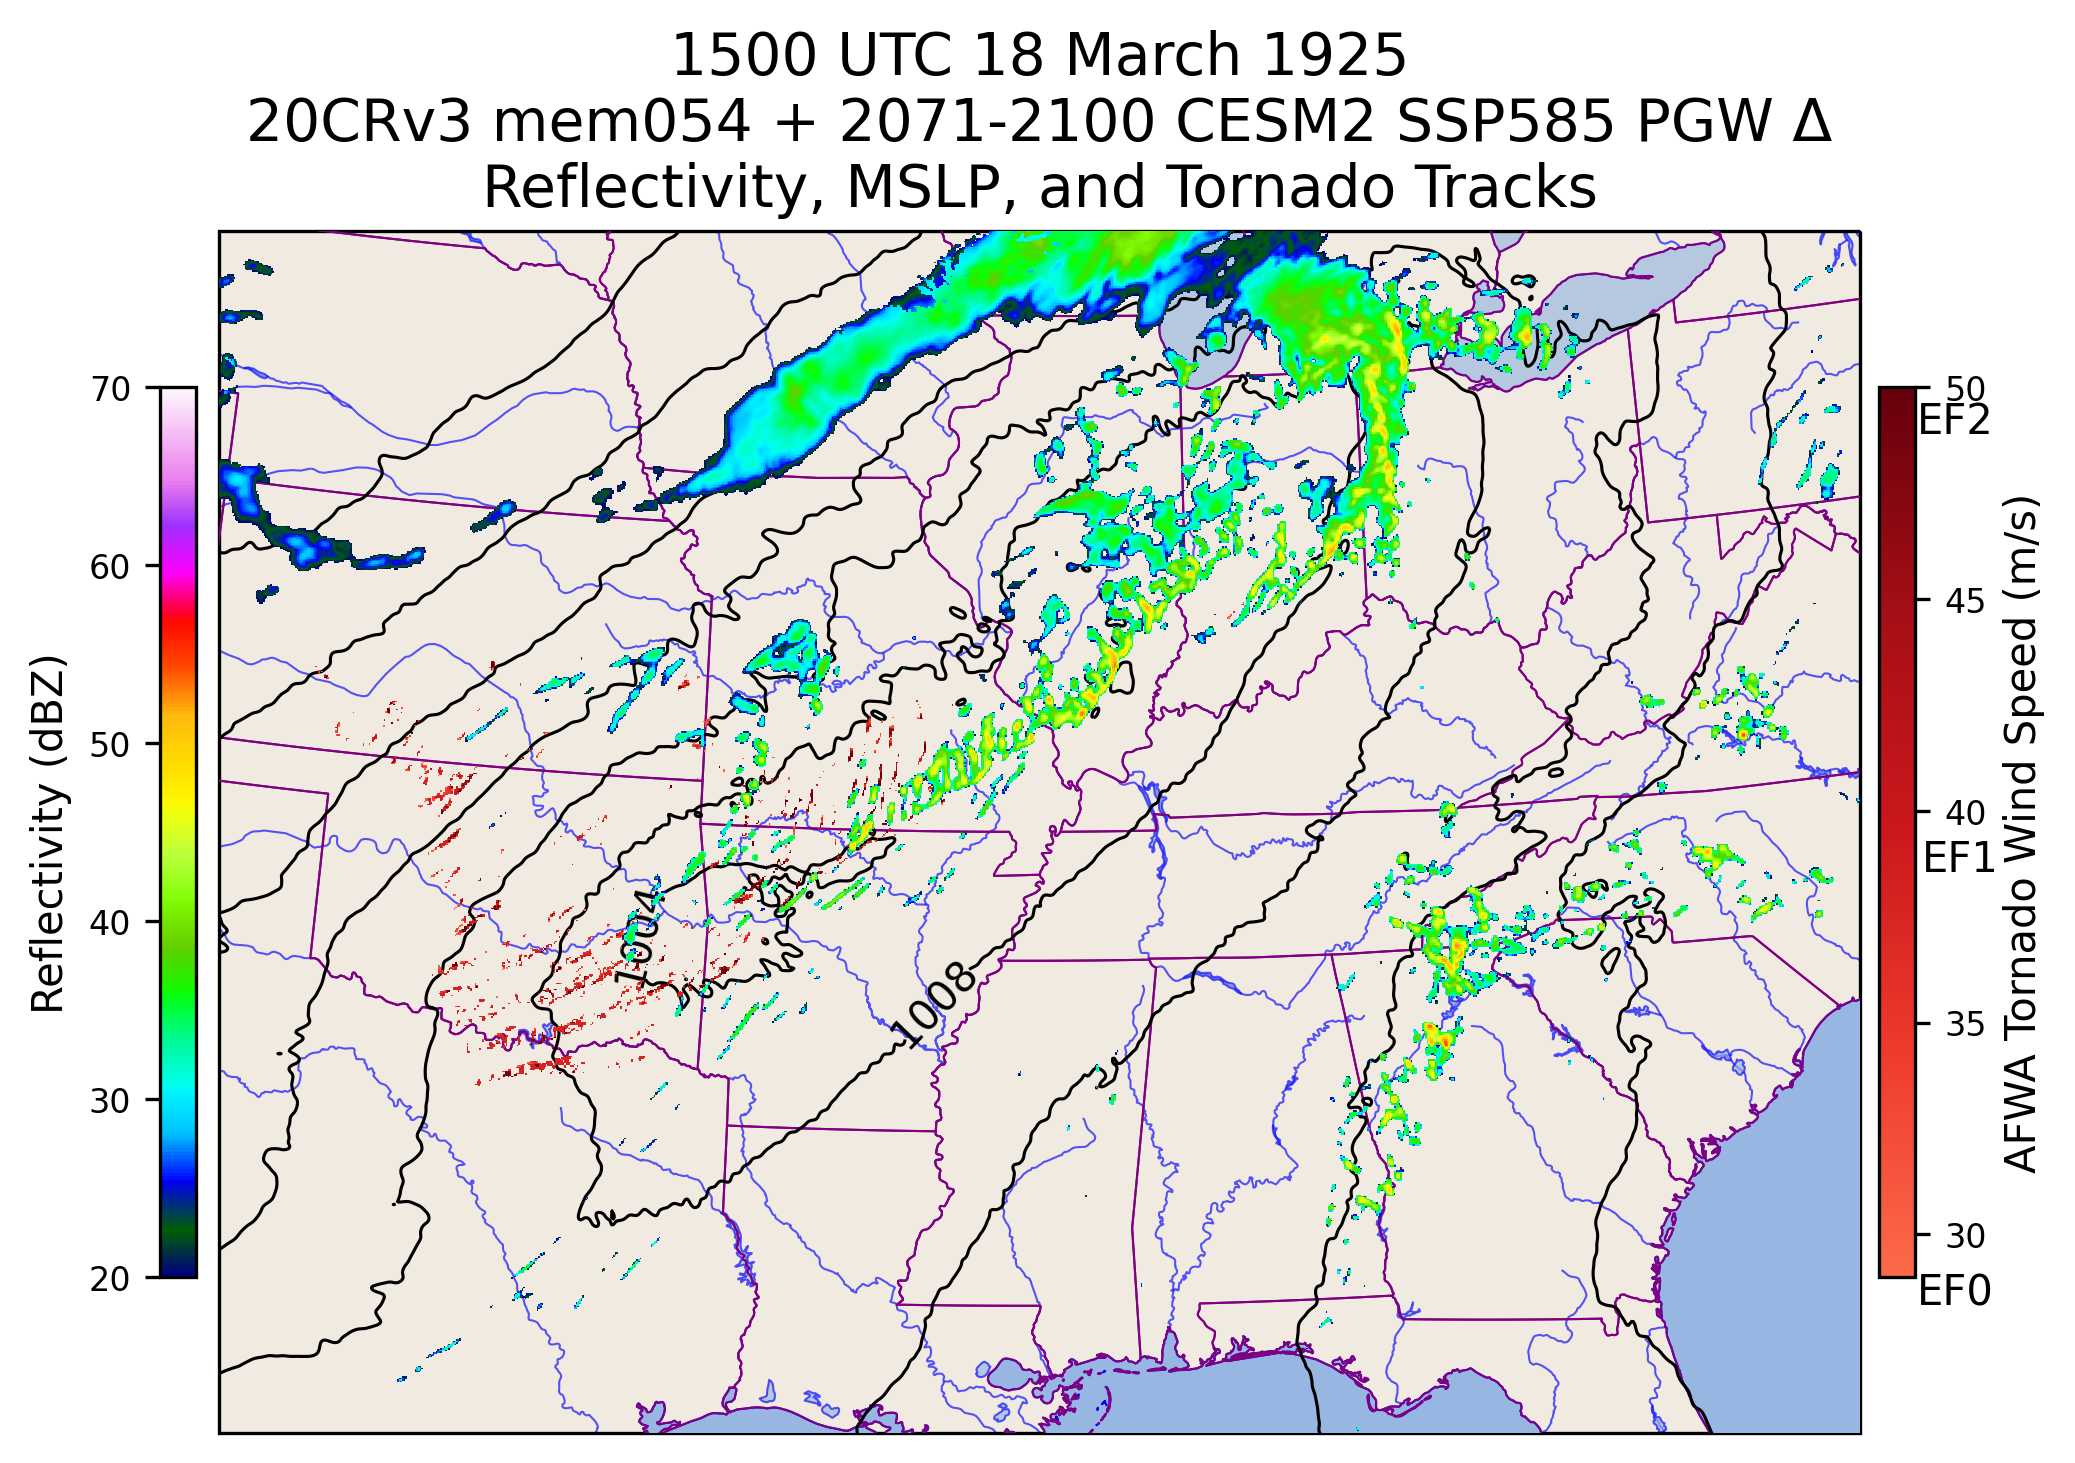 1500 UTC 18 March 1925
20CRv3 mem054 + 2071-2100 CESM2 SSP585 PGW Δ
Reflectivity, MSLP, and Tornado Tracks
70
60
50
40
30
20
Reflectivity (dBZ)
1004
1008
50
EF2
45
40
EF1
35
30
EF0
AFWA Tornado Wind Speed (m/s)